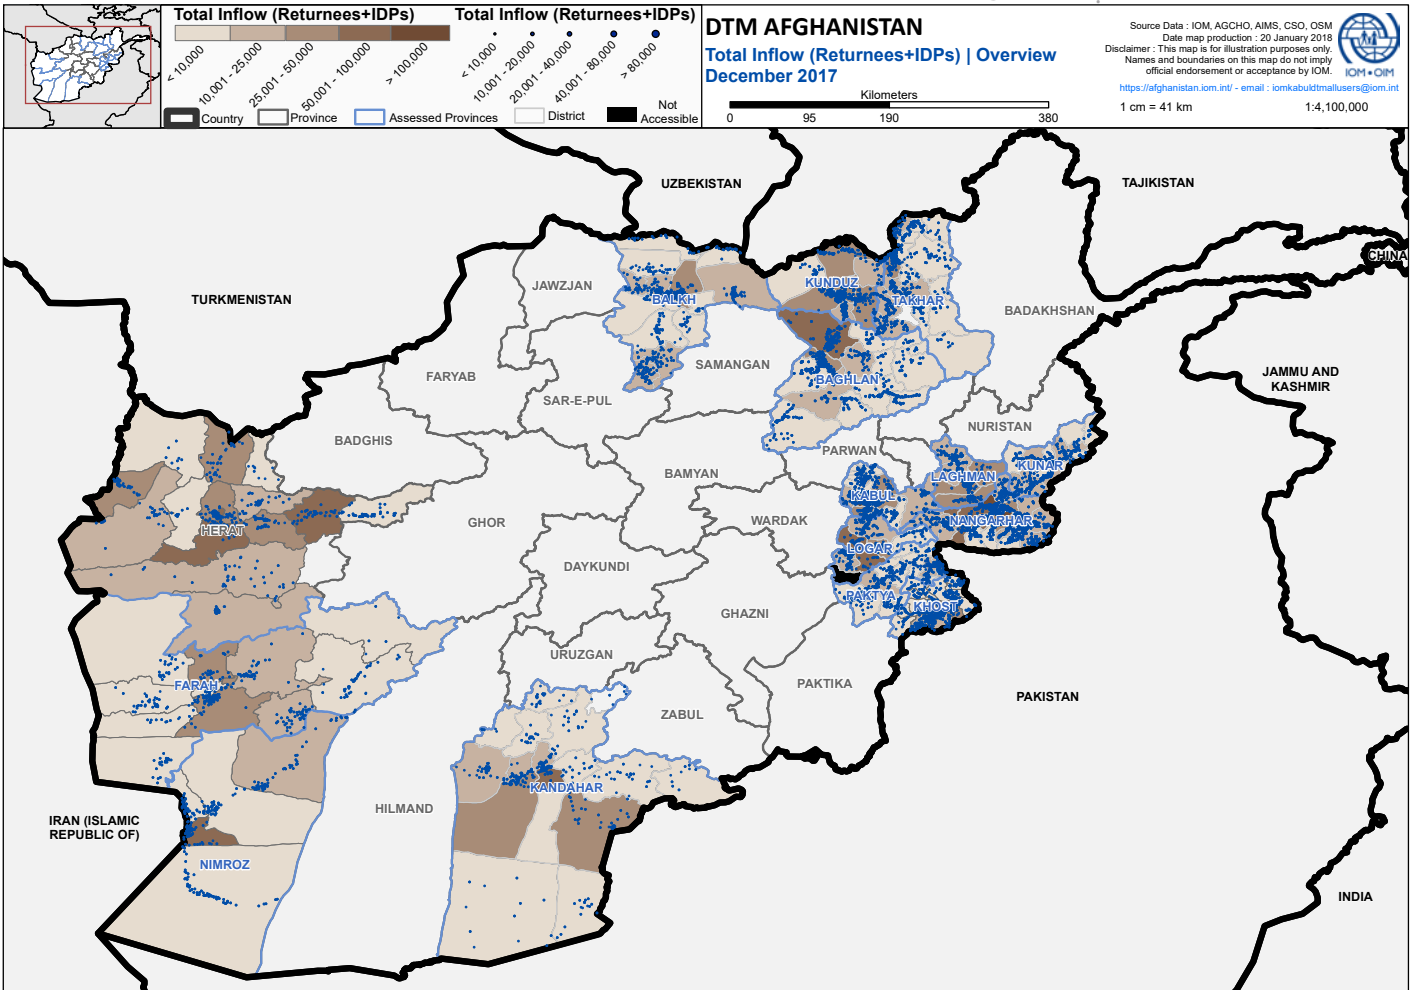 Total Inflow (Returnees+IDPs)
< 10,000
10,001 - 25,000
25,001 - 50,000
50,001 - 100,000
> 100,000
Total Inflow (Returnees+IDPs)
< 10,000
10,001 - 20,000
20,001 - 40,000
40,001 - 80,000
> 80,000
Country
Province
Assessed Provinces
District
Not
Accessible
DTM AFGHANISTAN
Total Inflow (Returnees+IDPs) | Overview
December 2017
Kilometers
0 95 190 380
Source Data : IOM, AGCHO, AIMS, CSO, OSM
Date map production : 20 January 2018
Disclaimer : This map is for illustration purposes only.
Names and boundaries on this map do not imply
official endorsement or acceptance by IOM.
IOM•OIM
https://afghanistan.iom.int/ - email : iomkabuldtmallusers@iom.int
1 cm = 41 km 1:4,100,000
UZBEKISTAN
TAJIKISTAN
CHINA
TURKMENISTAN
JAWZJAN
BALKH
KUNDUZ
TAKHAR
BADAKHSHAN
SAMANGAN
FARYAB
SAR-E-PUL
BAGHLAN
JAMMU AND
KASHMIR
BADGHIS
NURISTAN
PARWAN
BAMYAN
LAGHMAN
KUNAR
KABUL
HERAT
GHOR
WARDAK
NANGARHAR
LOGAR
DAYKUNDI
PAKTYA
KHOST
GHAZNI
URUZGAN
FARAH
PAKTIKA
PAKISTAN
ZABUL
KANDAHAR
HILMAND
IRAN (ISLAMIC
REPUBLIC OF)
NIMROZ
INDIA